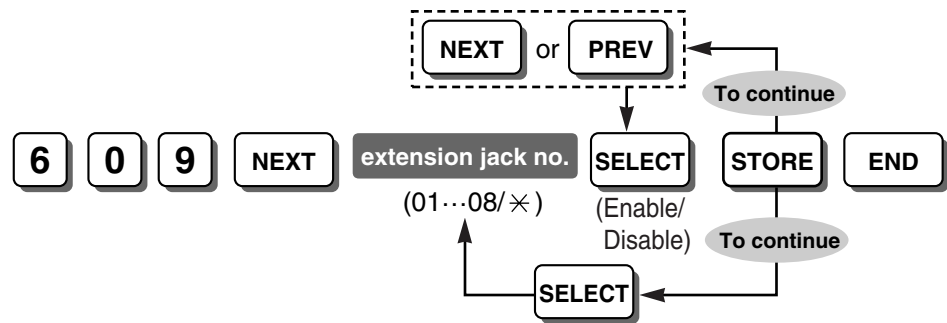 NEXT or PREV
To continue
6 0 9 NEXT extension jack no. SELECT STORE END
(01···08/✳)
(Enable/
Disable)
To continue
SELECT